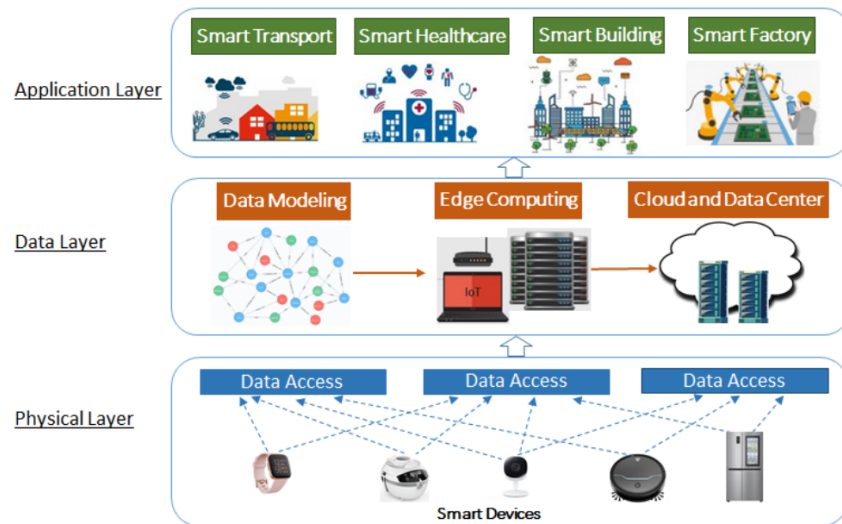 Smart Transport
Smart Healthcare
Smart Building
Smart Factory
Application Layer
Data Modeling
Edge Computing
Cloud and Data Center
Data Layer
IoT
Data Access
Data Access
Data Access
Physical Layer
Smart Devices